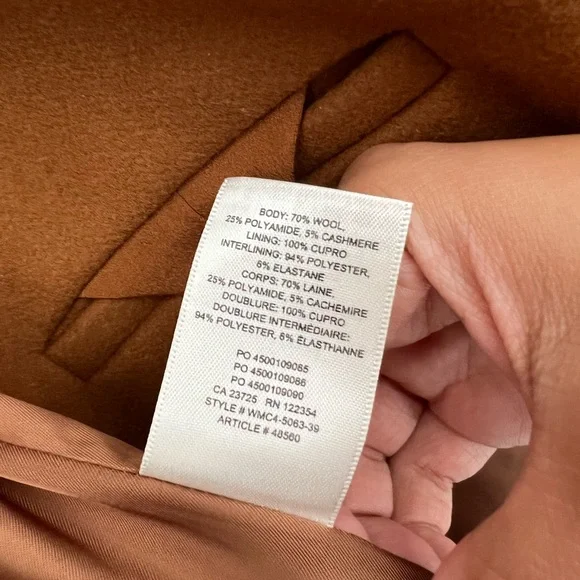 BODY: 70% WOOL,
25% POLYAMIDE, 5% CASHMERE
LINING: 100% CUPRO
INTERLINING: 94% POLYESTER,
6% ELASTANE
CORPS: 70% LAINE,
25% POLYAMIDE, 5% CACHEMIRE
DOUBLURE: 100% CUPRO
DOUBLURE INTERMÉDIAIRE:
94% POLYESTER, 6% ÉLASTHANNE
PO 4500109085
PO 4500109086
PO 4500109090
CA 23725 RN 122354
STYLE # WMC4-5063-39
ARTICLE # 48560